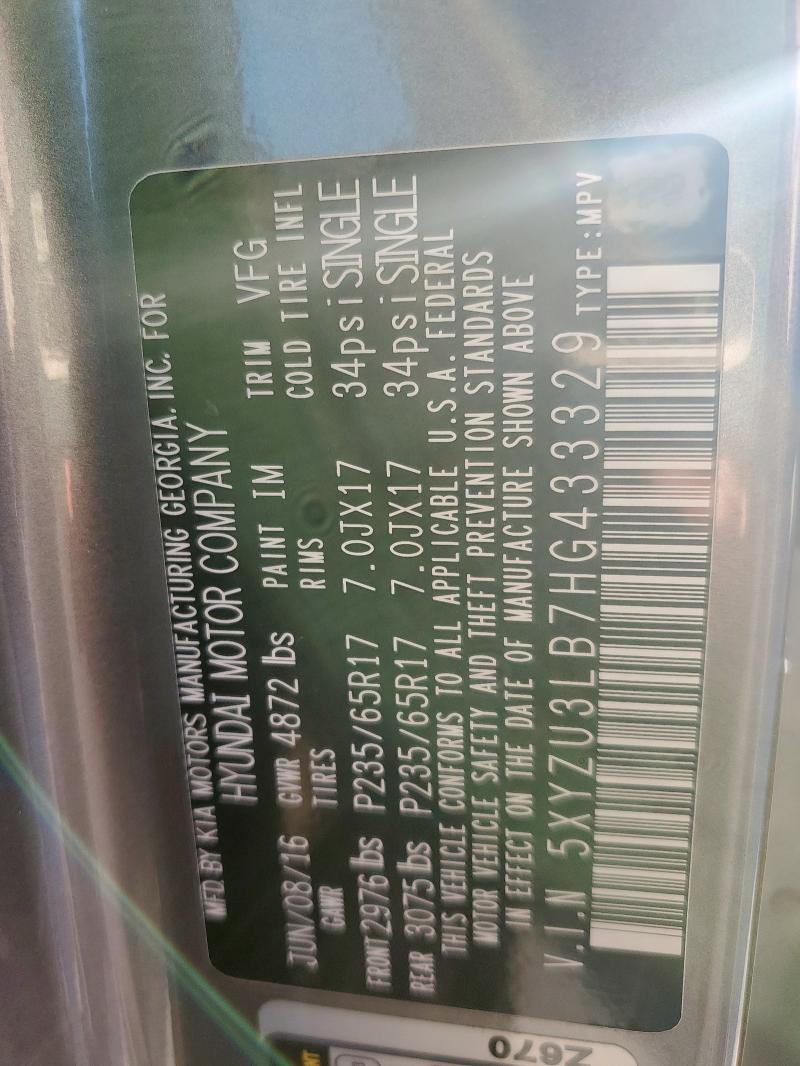 MFD BY KIA MOTORS MANUFACTURING GEORGIA, INC. FOR
HYUNDAI MOTOR COMPANY
JUN/08/16 GVWR 4872 lbs PAINT IM TRIM VFG
GAWR TIRES RIMS COLD TIRE INFL
FRONT 2976 lbs P235/65R17 7.0JX17 34psi SINGLE
REAR 3075 lbs P235/65R17 7.0JX17 34psi SINGLE
THIS VEHICLE CONFORMS TO ALL APPLICABLE U.S.A. FEDERAL
MOTOR VEHICLE SAFETY AND THEFT PREVENTION STANDARDS
IN EFFECT ON THE DATE OF MANUFACTURE SHOWN ABOVE
V.I.N 5XYZU3LB7HG433329 TYPE:MPV
Z670